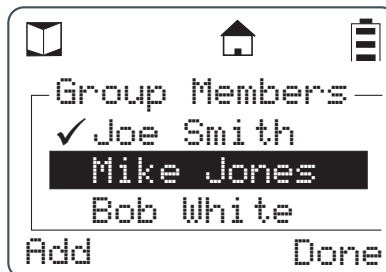 Group Members
✓ Joe Smith
Mike Jones
Bob White
Add Done